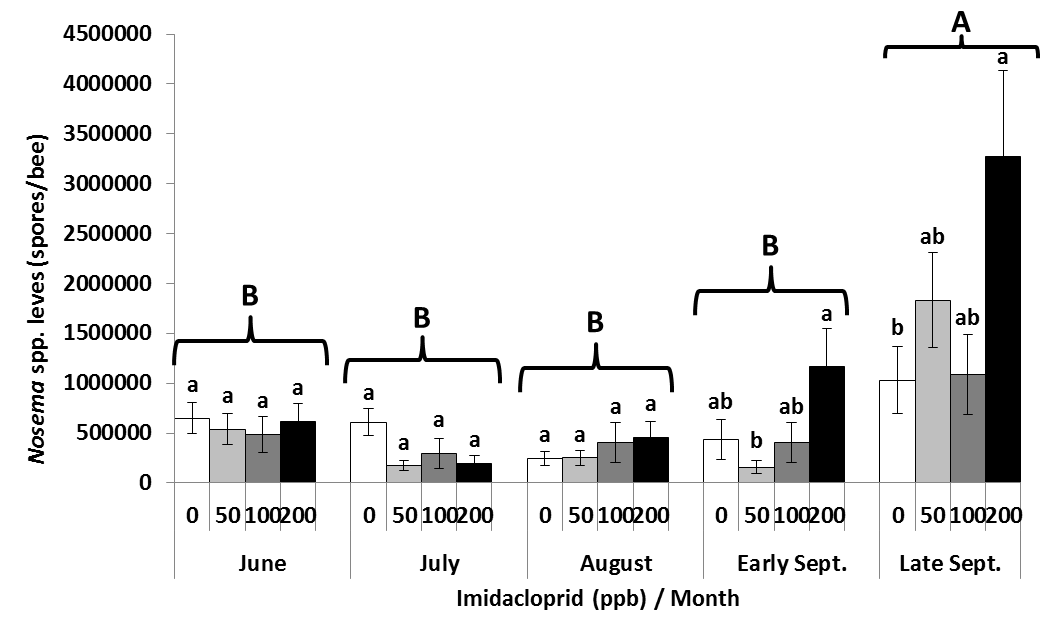 4500000
4000000
3500000
3000000
2500000
2000000
1500000
1000000
500000
0
Nosema spp. leves (spores/bee)
B
a a a a
B
a a a a
B
a a a a
B
ab b ab a
A
b ab ab a
0 50 100 200 0 50 100 200 0 50 100 200 0 50 100 200 0 50 100 200
June July August Early Sept. Late Sept.
Imidacloprid (ppb) / Month